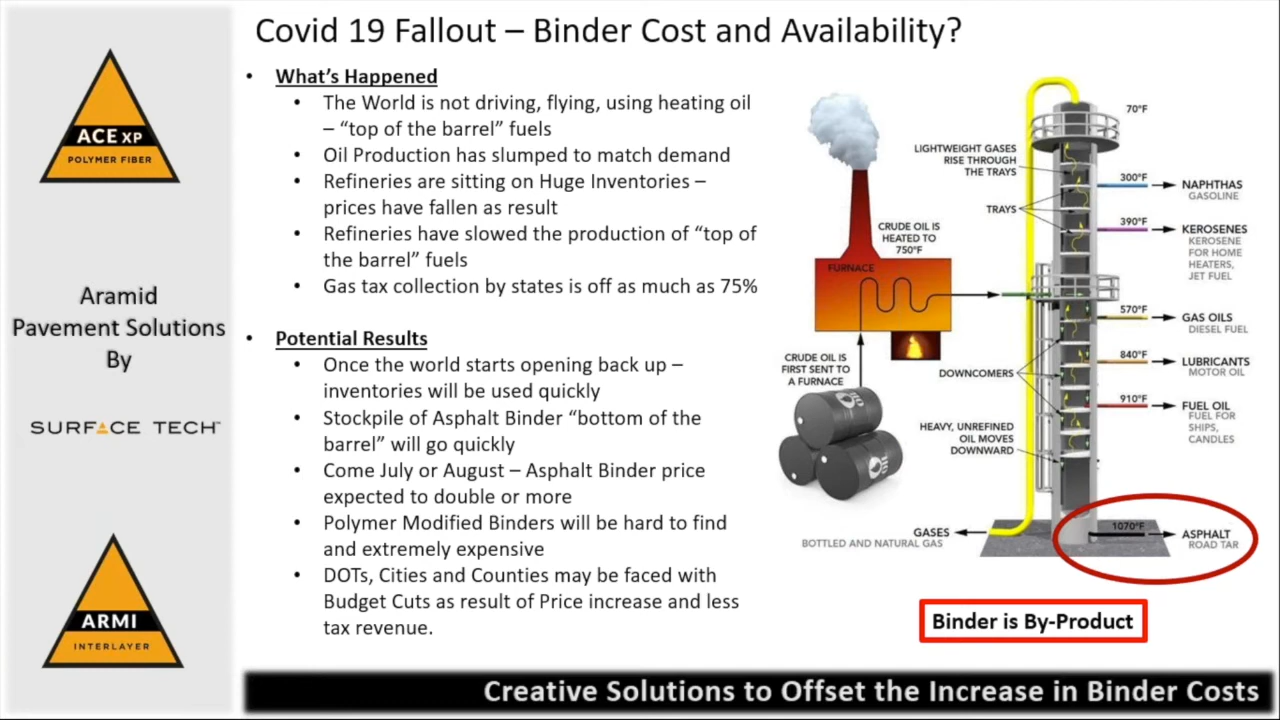 Covid 19 Fallout – Binder Cost and Availability?
ACE XP
POLYMER FIBER
Aramid
Pavement Solutions
By
SURFACE TECH
ARMI
INTERLAYER
• What's Happened
• The World is not driving, flying, using heating oil
– “top of the barrel” fuels
• Oil Production has slumped to match demand
• Refineries are sitting on Huge Inventories –
prices have fallen as result
• Refineries have slowed the production of “top of
the barrel” fuels
• Gas tax collection by states is off as much as 75%
• Potential Results
• Once the world starts opening back up –
inventories will be used quickly
• Stockpile of Asphalt Binder “bottom of the
barrel” will go quickly
• Come July or August – Asphalt Binder price
expected to double or more
• Polymer Modified Binders will be hard to find
and extremely expensive
• DOTs, Cities and Counties may be faced with
Budget Cuts as result of Price increase and less
tax revenue.
70°F
LIGHTWEIGHT GASES
RISE THROUGH
THE TRAYS
300°F
NAPHTHAS
GASOLINE
TRAYS
390°F
KEROSENES
KEROSENE
FOR HOME
HEATERS,
JET FUEL
CRUDE OIL IS
HEATED TO
750°F
FURNACE
570°F
GAS OILS
DIESEL FUEL
CRUDE OIL IS
FIRST SENT TO
A FURNACE
840°F
LUBRICANTS
MOTOR OIL
DOWNCOMERS
910°F
FUEL OIL
FUEL FOR
SHIPS,
CANDLES
OIL
OIL
HEAVY, UNREFINED
OIL MOVES
DOWNWARD
GASES
BOTTLED AND NATURAL GAS
1070°F
ASPHALT
ROAD TAR
Binder is By-Product
Creative Solutions to Offset the Increase in Binder Costs